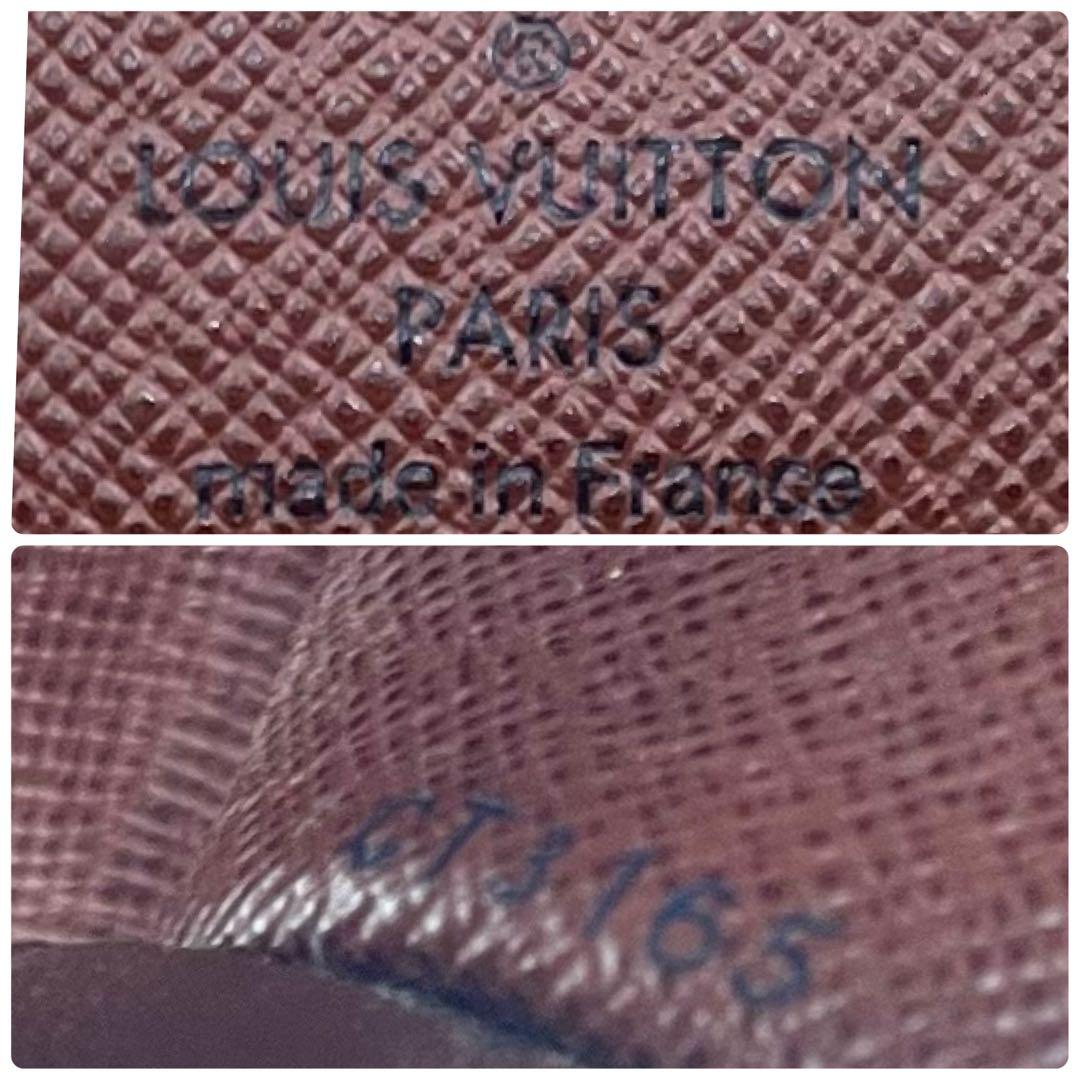 ®
LOUIS VUITTON
PARIS
made in France
CT3165